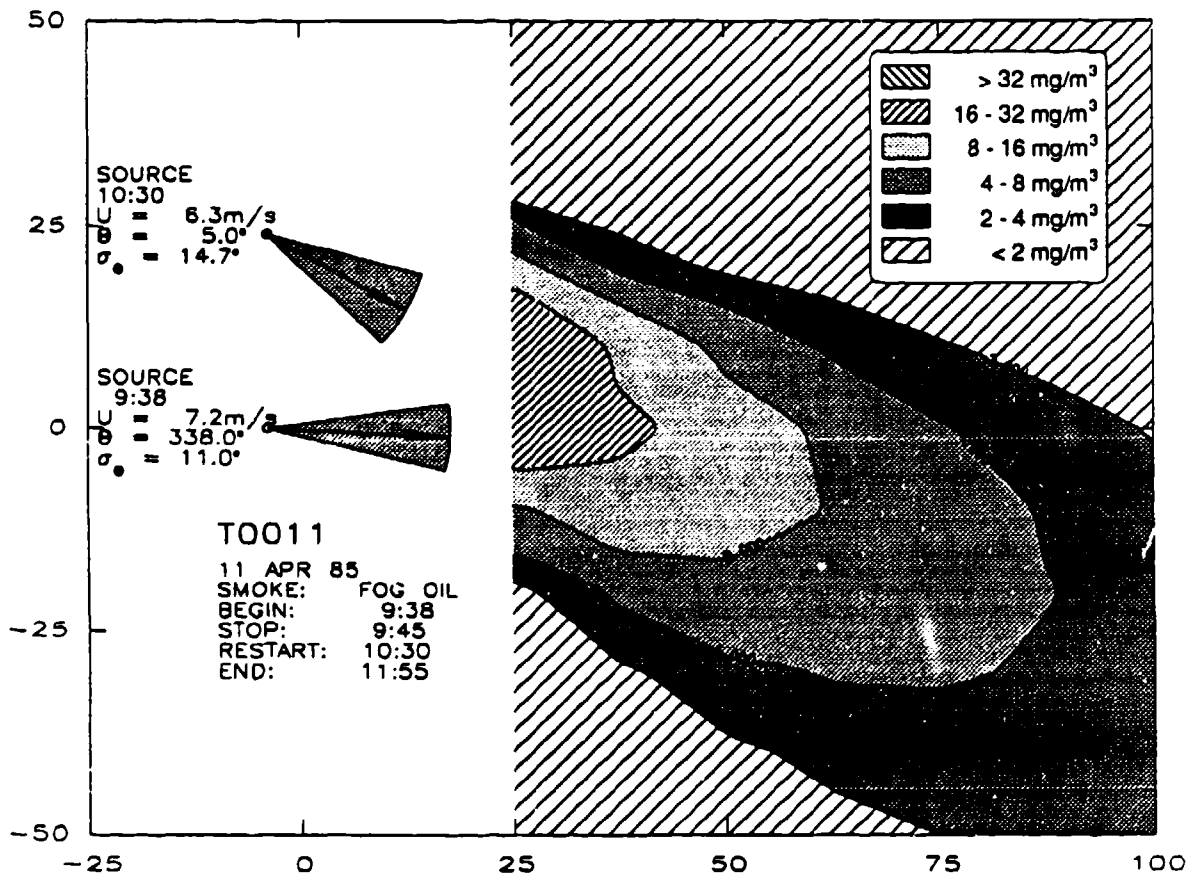 50
25
0
-25
-50
-25
0
25
50
75
100
> 32 mg/m³
16 - 32 mg/m³
8 - 16 mg/m³
4 - 8 mg/m³
2 - 4 mg/m³
< 2 mg/m³
SOURCE
10:30
U = 6.3m/s
θ = 5.0°
σ = 14.7°
SOURCE
9:38
U = 7.2m/s
θ = 338.0°
σ = 11.0°
T0011
11 APR 85
SMOKE: FOG OIL
BEGIN: 9:38
STOP: 9:45
RESTART: 10:30
END: 11:55